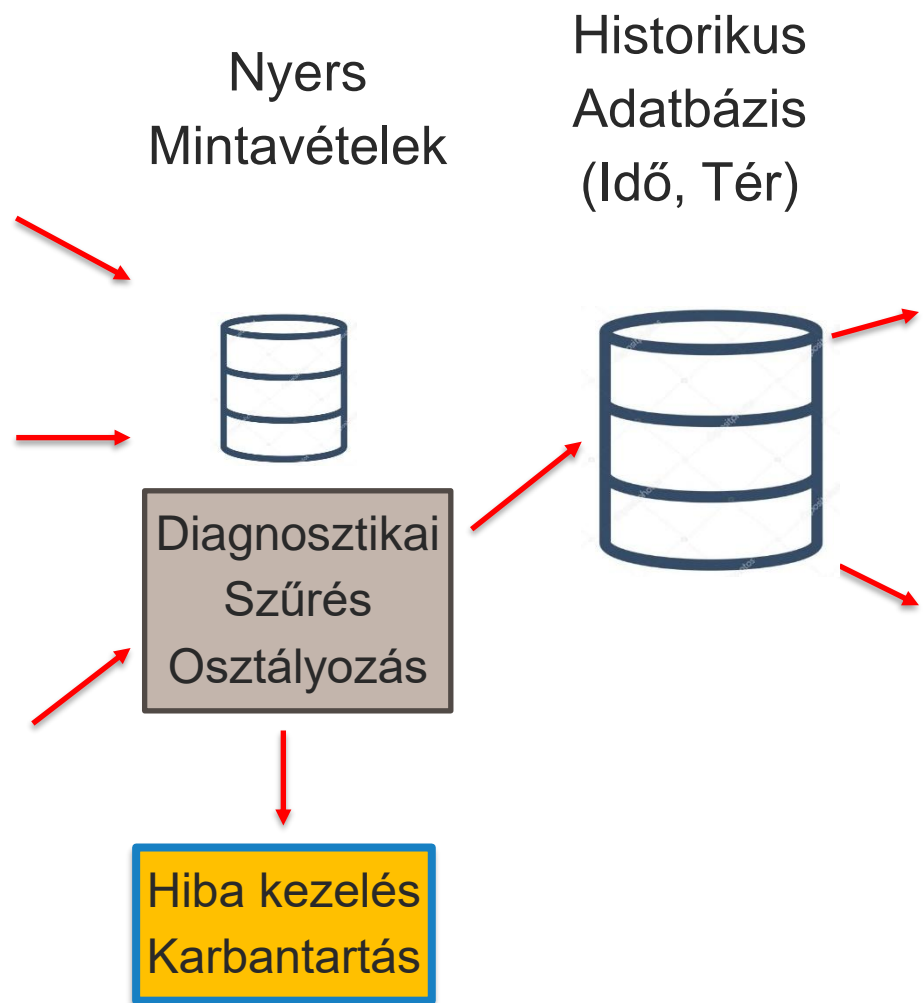 Nyers
Mintavételek
Historikus
Adatbázis
(Idő, Tér)
Diagnosztikai
Szűrés
Osztályozás
Hiba kezelés
Karbantartás